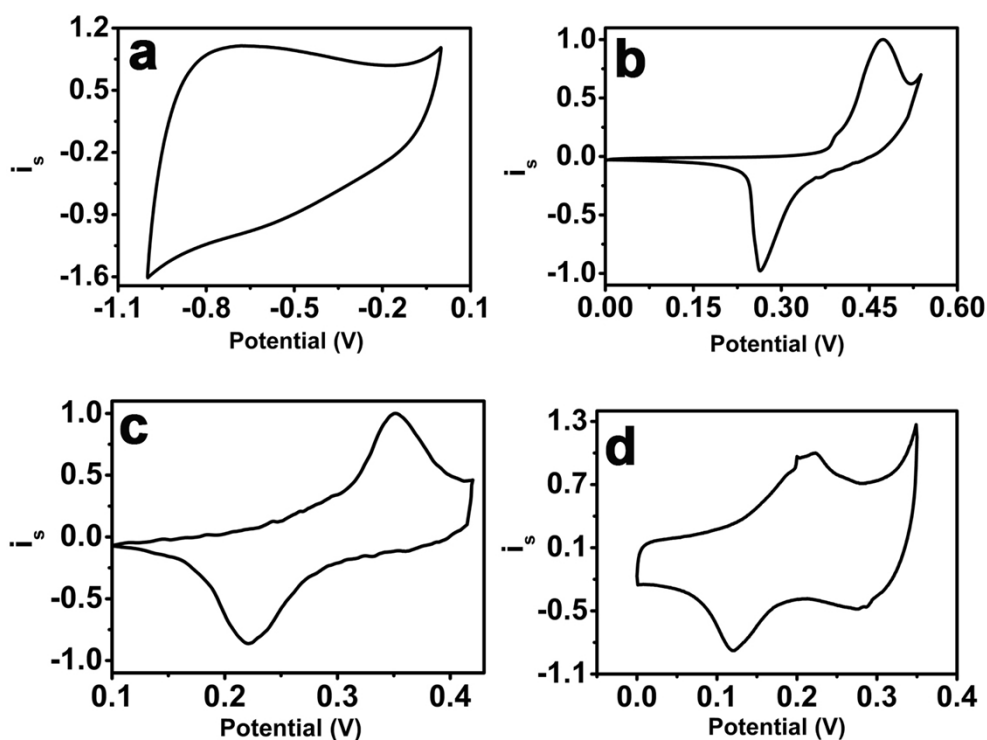 a
1.2
0.5
-0.2
-0.9
-1.6
i_s
-1.1 -0.8 -0.5 -0.2 0.1
Potential (V)
b
1.0
0.5
0.0
-0.5
-1.0
i_s
0.00 0.15 0.30 0.45 0.60
Potential (V)
c
1.0
0.5
0.0
-0.5
-1.0
i_s
0.1 0.2 0.3 0.4
Potential (V)
d
1.3
0.7
0.1
-0.5
-1.1
i_s
0.0 0.1 0.2 0.3 0.4
Potential (V)